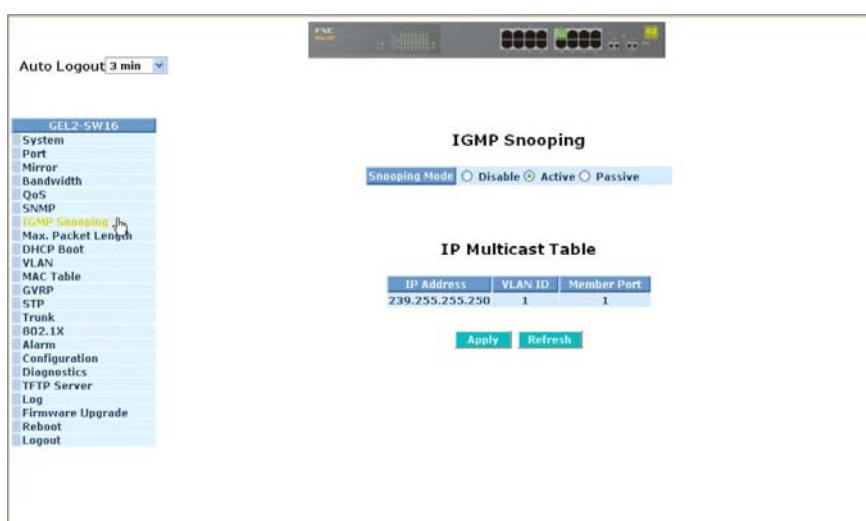 Auto Logout 3 min
GEL2-SW16
System
Port
Mirror
Bandwidth
QoS
SNMP
IGMP Snooping
Max. Packet Length
DHCP Boot
VLAN
MAC Table
GVRP
STP
Trunk
802.1X
Alarm
Configuration
Diagnostics
TFTP Server
Log
Firmware Upgrade
Reboot
Logout
IGMP Snooping
Snooping Mode Disable Active Passive
IP Multicast Table
IP Address VLAN ID Member Port
239.255.255.250 1 1
Apply Refresh